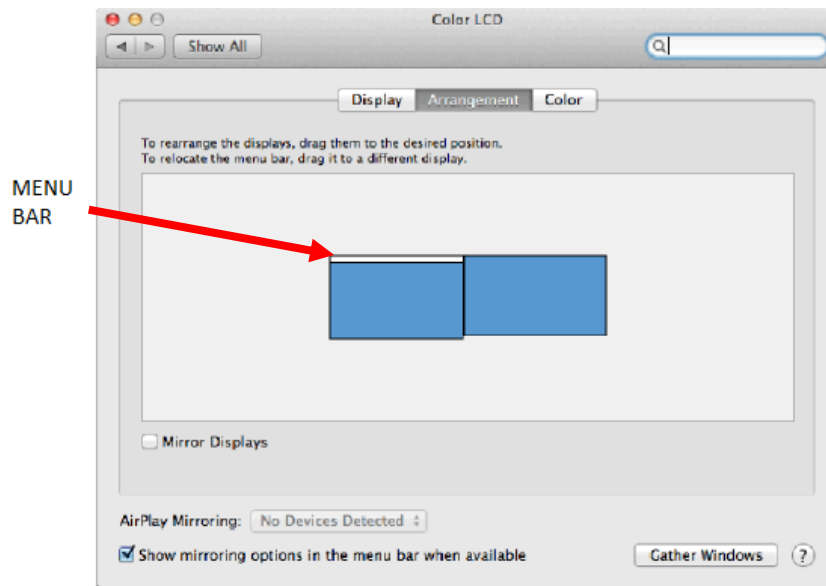 Color LCD
Show All
Display Arrangement Color
To rearrange the displays, drag them to the desired position.
To relocate the menu bar, drag it to a different display.
MENU
BAR
Mirror Displays
AirPlay Mirroring: No Devices Detected
Show mirroring options in the menu bar when available
Gather Windows ?